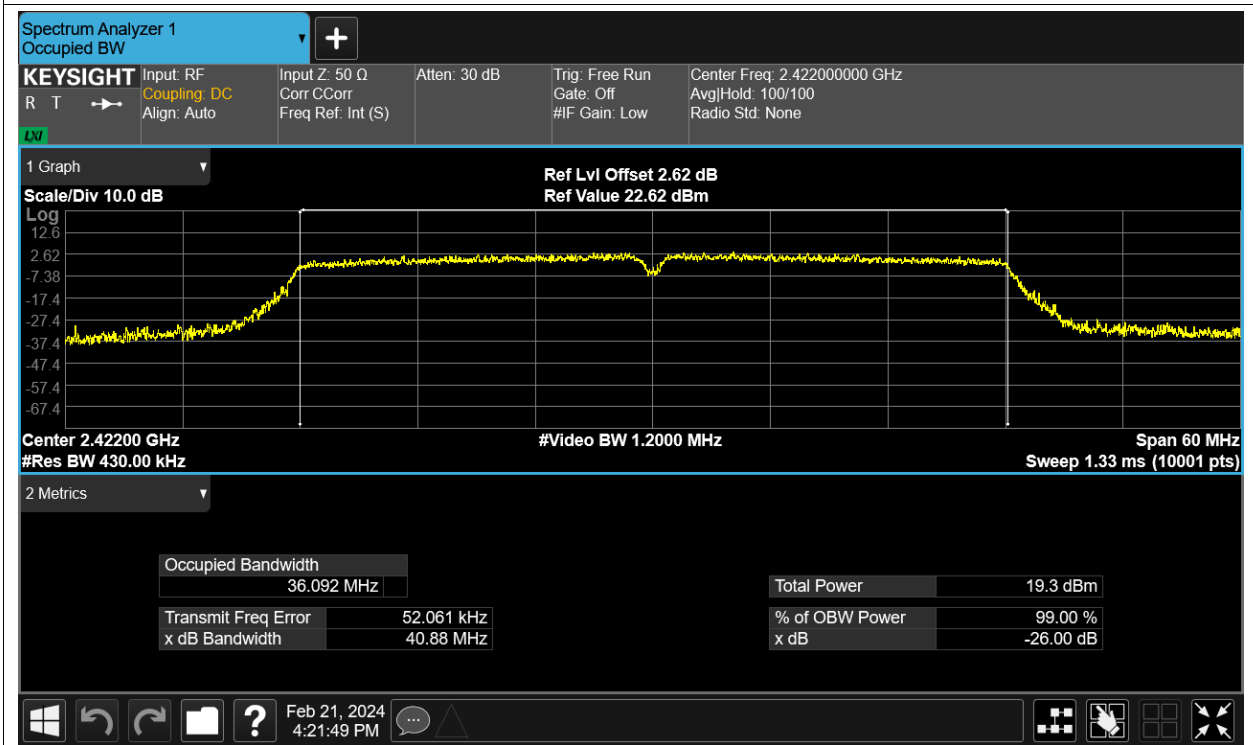 Spectrum Analyzer 1
Occupied BW
KEYSIGHT
R T
LXI
Input: RF
Coupling: DC
Align: Auto
Input Z: 50 Ω
Corr CCorr
Freq Ref: Int (S)
Atten: 30 dB
Trig: Free Run
Gate: Off
#IF Gain: Low
Center Freq: 2.422000000 GHz
Avg|Hold: 100/100
Radio Std: None
1 Graph
Scale/Div 10.0 dB
Ref Lvl Offset 2.62 dB
Ref Value 22.62 dBm
Log
12.6
2.62
-7.38
-17.4
-27.4
-37.4
-47.4
-57.4
-67.4
Center 2.42200 GHz
#Video BW 1.2000 MHz
Span 60 MHz
#Res BW 430.00 kHz
Sweep 1.33 ms (10001 pts)
2 Metrics
Occupied Bandwidth
36.092 MHz
Total Power 19.3 dBm
Transmit Freq Error 52.061 kHz
% of OBW Power 99.00 %
x dB Bandwidth 40.88 MHz
x dB -26.00 dB
?
Feb 21, 2024
4:21:49 PM